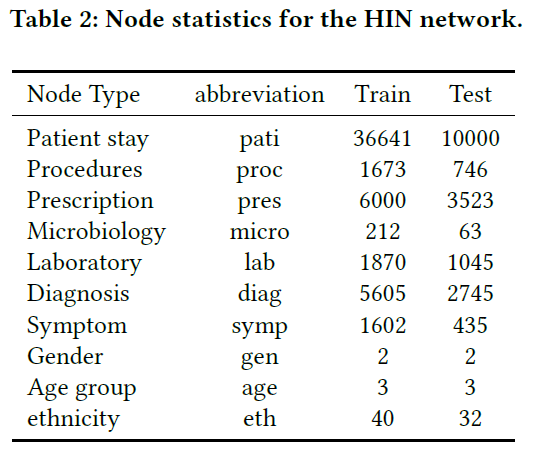 Table 2: Node statistics for the HIN network.
Node Type abbreviation Train Test
Patient stay pati 36641 10000
Procedures proc 1673 746
Prescription pres 6000 3523
Microbiology micro 212 63
Laboratory lab 1870 1045
Diagnosis diag 5605 2745
Symptom symp 1602 435
Gender gen 2 2
Age group age 3 3
ethnicity eth 40 32